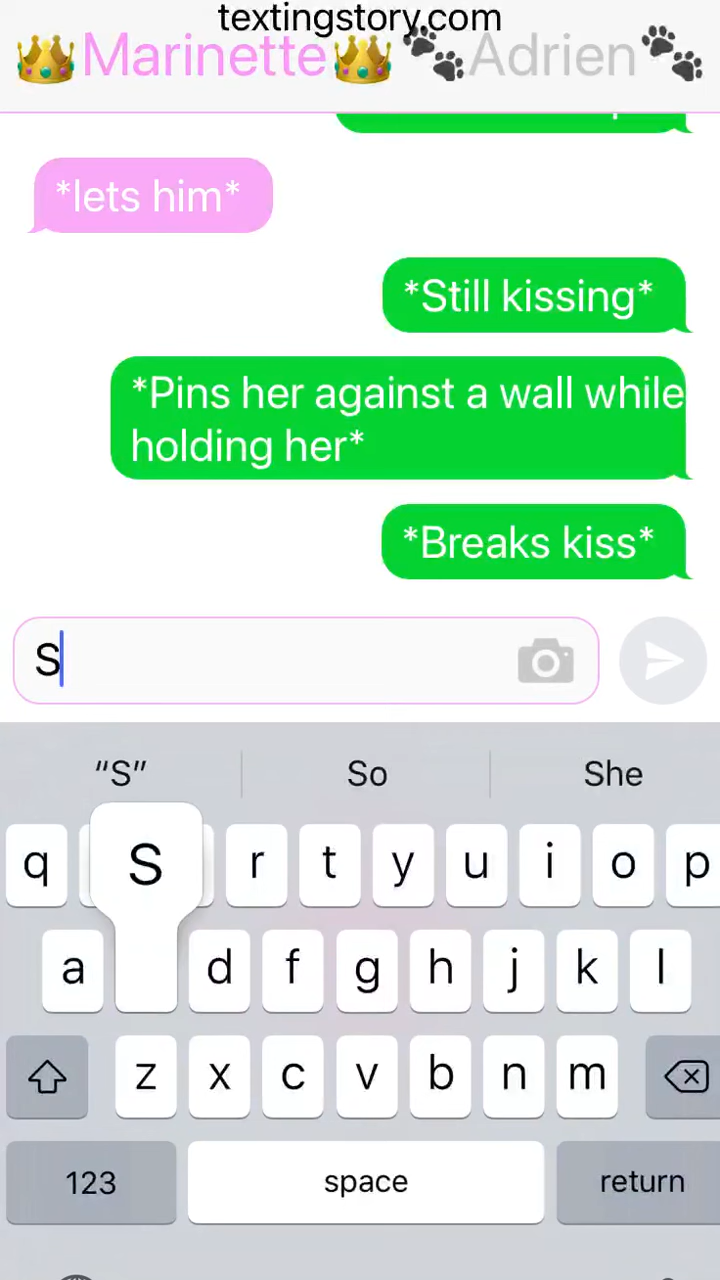 textingstory.com
👑Marinette👑🐾Adrien🐾
*lets him*
*Still kissing*
*Pins her against a wall while
holding her*
*Breaks kiss*
S
“S” So She
q S r t y u i o p
a d f g h j k l
z x c v b n m
123 space return